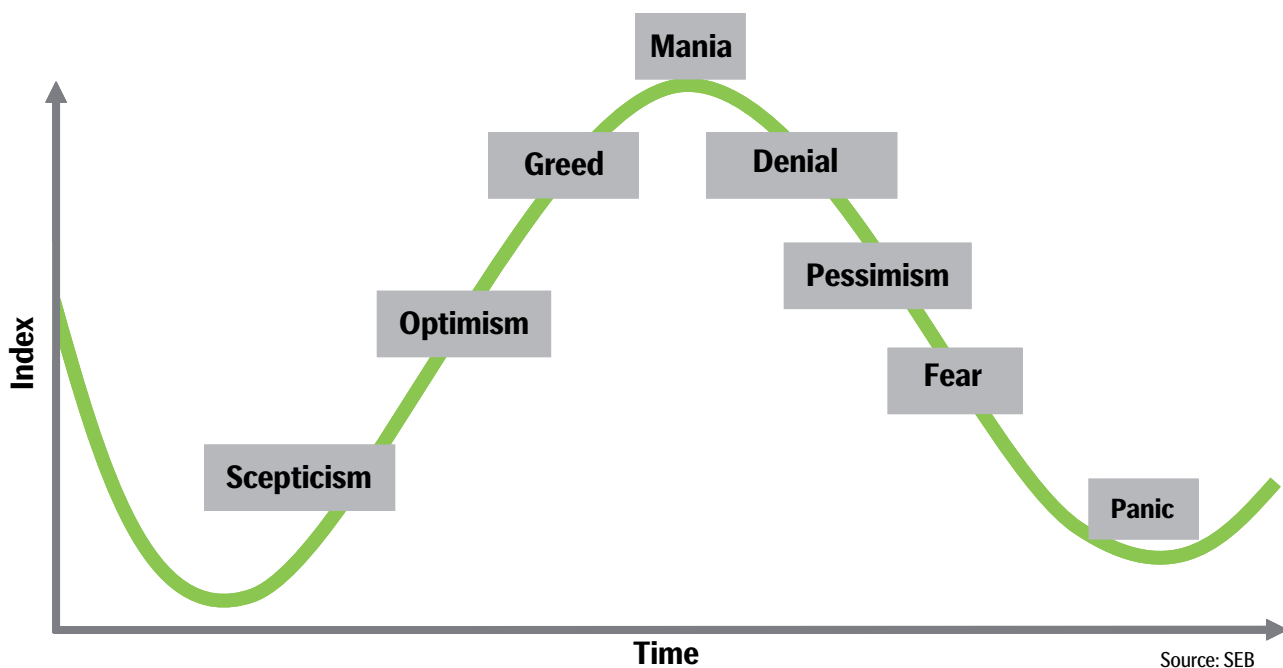 Mania
Greed
Denial
Pessimism
Optimism
Fear
Scepticism
Panic
Index
Time
Source: SEB